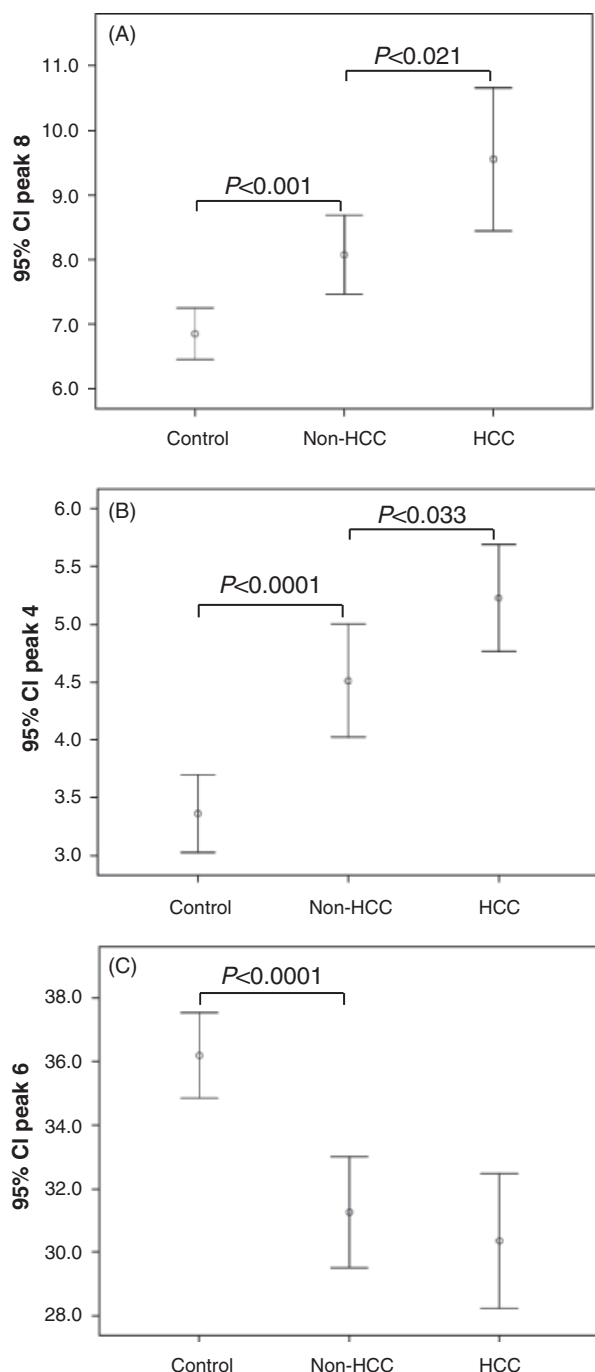 (A)
P<0.021
P<0.001
95% CI peak 8
11.0
10.0
9.0
8.0
7.0
6.0
Control Non-HCC HCC
(B)
P<0.033
P<0.0001
95% CI peak 4
6.0
5.5
5.0
4.5
4.0
3.5
3.0
Control Non-HCC HCC
(C)
P<0.0001
95% CI peak 6
38.0
36.0
34.0
32.0
30.0
28.0
Control Non-HCC HCC